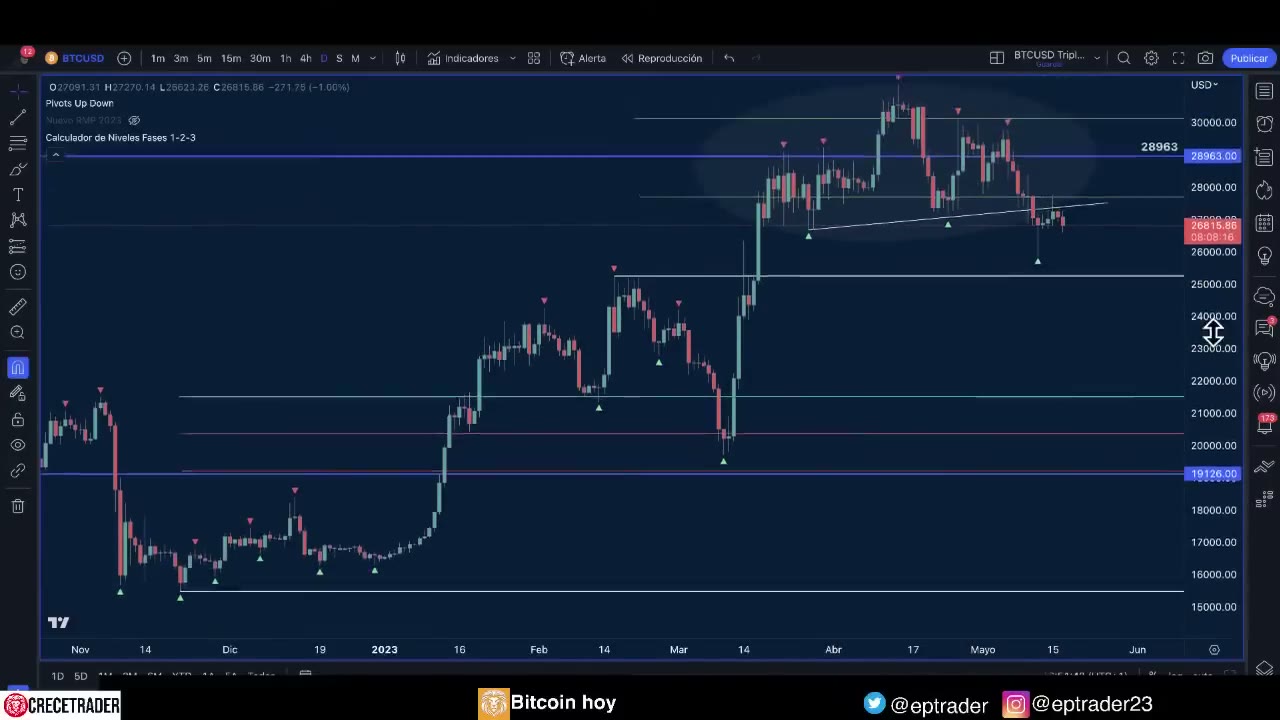 12
BTCUSD
1m 3m 5m 15m 30m 1h 4h D S M
Indicadores
Alerta
Reproducción
BTCUSD Tripl...
Guardar
Publicar
O27091.31 H27270.14 L26623.26 C26815.86 −271.75 (−1.00%)
Pivots Up Down
Nuevo RMP 2023
Calculador de Niveles Fases 1-2-3
USD
30000.00
28963
28963.00
28000.00
26815.86
08:08:16
26000.00
25000.00
24000.00
23000.00
22000.00
21000.00
20000.00
19126.00
18000.00
17000.00
16000.00
15000.00
3
173
Nov 14 Dic 19 2023 16 Feb 14 Mar 14 Abr 17 Mayo 15 Jun
1D 5D 1M
CRECETRADER
Bitcoin hoy
@eptrader
@eptrader23